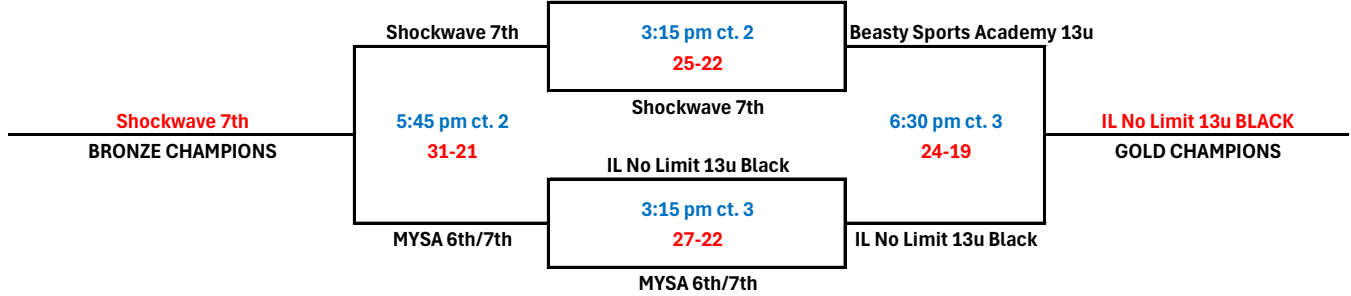 Shockwave 7th
3:15 pm ct. 2
Beasty Sports Academy 13u
25-22
Shockwave 7th
Shockwave 7th
5:45 pm ct. 2
6:30 pm ct. 3
IL No Limit 13u BLACK
BRONZE CHAMPIONS
31-21
24-19
GOLD CHAMPIONS
IL No Limit 13u Black
3:15 pm ct. 3
MYSA 6th/7th
27-22
IL No Limit 13u Black
MYSA 6th/7th